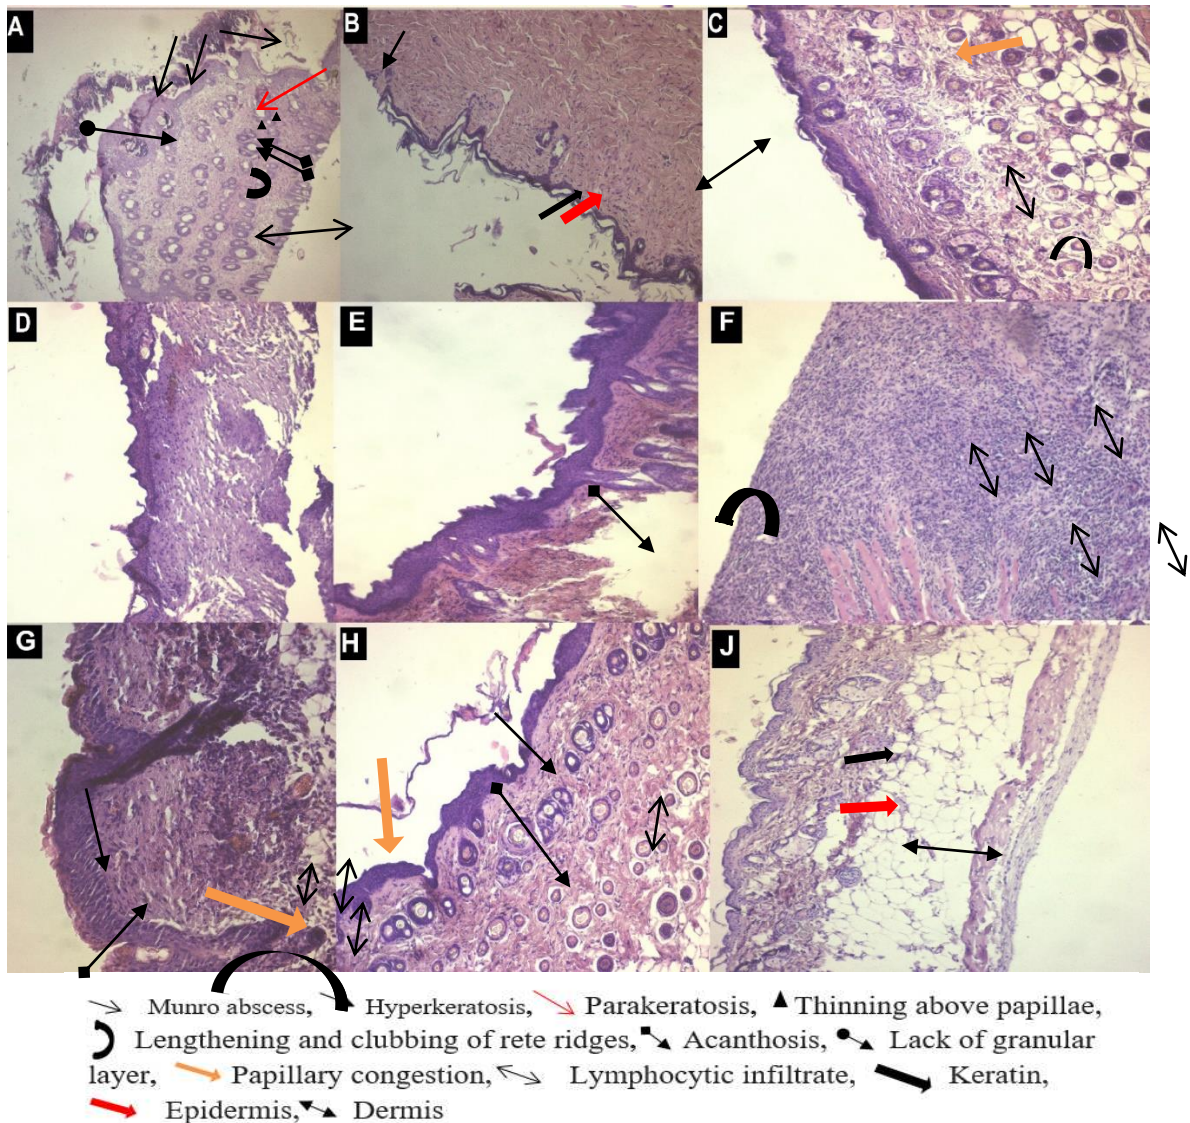 A B C
D E F
G H J
Munro abscess, Hyperkeratosis, Parakeratosis, Thinning above papillae,
Lengthening and clubbing of rete ridges, Acanthosis, Lack of granular
layer, Papillary congestion, Lymphocytic infiltrate, Keratin,
Epidermis, Dermis